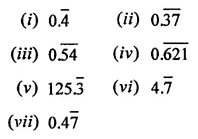 (i) 0.4̅ (ii) 0.3̅7̅
(iii) 0.5̅4̅ (iv) 0.6̅2̅1̅
(v) 125.3̅ (vi) 4.7̅
(vii) 0.47̅